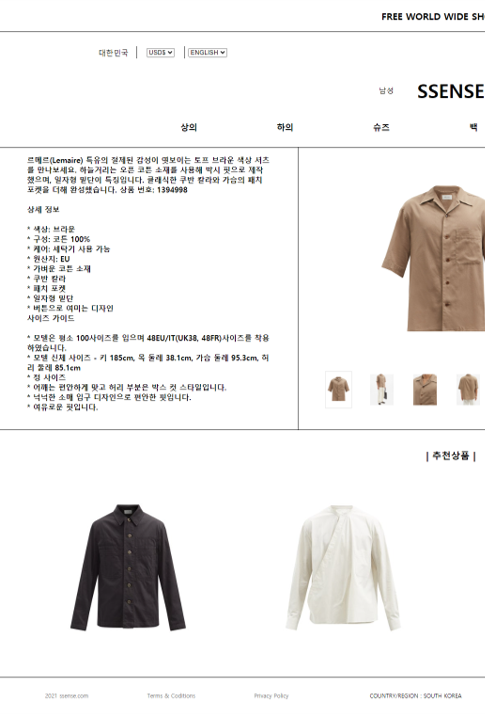 FREE WORLD WIDE SH
대한민국 USD$ ENGLISH
남성 SSENSE
상의 하의 슈즈 백
르메르(Lemaire) 특유의 절제된 감성이 엿보이는 토프 브라운 색상 셔츠
를 만나보세요. 하늘거리는 오픈 코튼 소재를 사용해 박시 핏으로 제작
했으며, 일자형 밑단이 특징입니다. 클래식한 쿠반 칼라와 가슴의 패치
포켓을 더해 완성했습니다. 상품 번호: 1394998
상세 정보
* 색상: 브라운
* 구성: 코튼 100%
* 케어: 세탁기 사용 가능
* 원산지: EU
* 가벼운 코튼 소재
* 쿠반 칼라
* 패치 포켓
* 일자형 밑단
* 버튼으로 여미는 디자인
사이즈 가이드
* 모델은 평소 100사이즈를 입으며 48EU/IT(UK38, 48FR)사이즈를 착용
하였습니다.
* 모델 신체 사이즈 - 키 185cm, 목 둘레 38.1cm, 가슴 둘레 95.3cm, 허
리 둘레 85.1cm
* 정 사이즈
* 어깨는 편안하게 맞고 허리 부분은 박스 컷 스타일입니다.
* 넉넉한 소매 입구 디자인으로 편안한 핏입니다.
* 여유로운 핏입니다.
| 추천상품 |
2021 ssense.com Terms & Coditions Privacy Policy COUNTRY/REGION : SOUTH KOREA